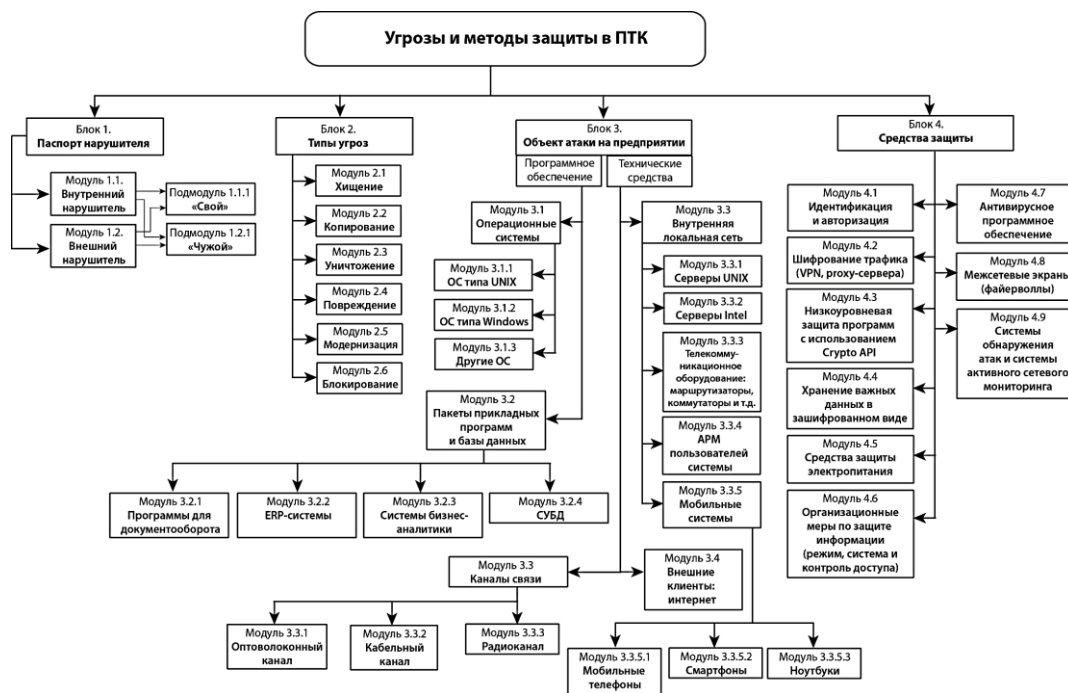 Угрозы и методы защиты в ПТК
Блок 1.
Паспорт нарушителя
Модуль 1.1.
Внутренний
нарушитель
Подмодуль 1.1.1
«Свой»
Модуль 1.2.
Внешний
нарушитель
Подмодуль 1.2.1
«Чужой»
Блок 2.
Типы угроз
Модуль 2.1
Хищение
Модуль 2.2
Копирование
Модуль 2.3
Уничтожение
Модуль 2.4
Повреждение
Модуль 2.5
Модернизация
Модуль 2.6
Блокирование
Блок 3.
Объект атаки на предприятии
Программное
обеспечение
Технические
средства
Модуль 3.1
Операционные
системы
Модуль 3.1.1
ОС типа UNIX
Модуль 3.1.2
ОС типа Windows
Модуль 3.1.3
Другие ОС
Модуль 3.2
Пакеты прикладных
программ
и базы данных
Модуль 3.2.1
Программы для
документооборота
Модуль 3.2.2
ERP-системы
Модуль 3.2.3
Системы бизнес-
аналитики
Модуль 3.2.4
СУБД
Модуль 3.3
Внутренняя
локальная сеть
Модуль 3.3.1
Серверы UNIX
Модуль 3.3.2
Серверы Intel
Модуль 3.3.3
Телекомму-
никационное
оборудование:
маршрутизаторы,
коммутаторы и т.д.
Модуль 3.3.4
АРМ
пользователей
системы
Модуль 3.3.5
Мобильные
системы
Модуль 3.3
Каналы связи
Модуль 3.4
Внешние
клиенты:
интернет
Модуль 3.3.1
Оптоволоконный
канал
Модуль 3.3.2
Кабельный
канал
Модуль 3.3.3
Радиоканал
Модуль 3.3.5.1
Мобильные
телефоны
Модуль 3.3.5.2
Смартфоны
Модуль 3.3.5.3
Ноутбуки
Блок 4.
Средства защиты
Модуль 4.1
Идентификация
и авторизация
Модуль 4.2
Шифрование трафика
(VPN, proxy-сервера)
Модуль 4.3
Низкоуровневая
защита программ
с использованием
Crypto API
Модуль 4.4
Хранение важных
данных в
зашифрованном виде
Модуль 4.5
Средства защиты
электропитания
Модуль 4.6
Организационные
меры по защите
информации
(режим, система и
контроль доступа)
Модуль 4.7
Антивирусное
программное
обеспечение
Модуль 4.8
Межсетевые экраны
(файерволлы)
Модуль 4.9
Системы
обнаружения
атак и системы
активного сетевого
мониторинга